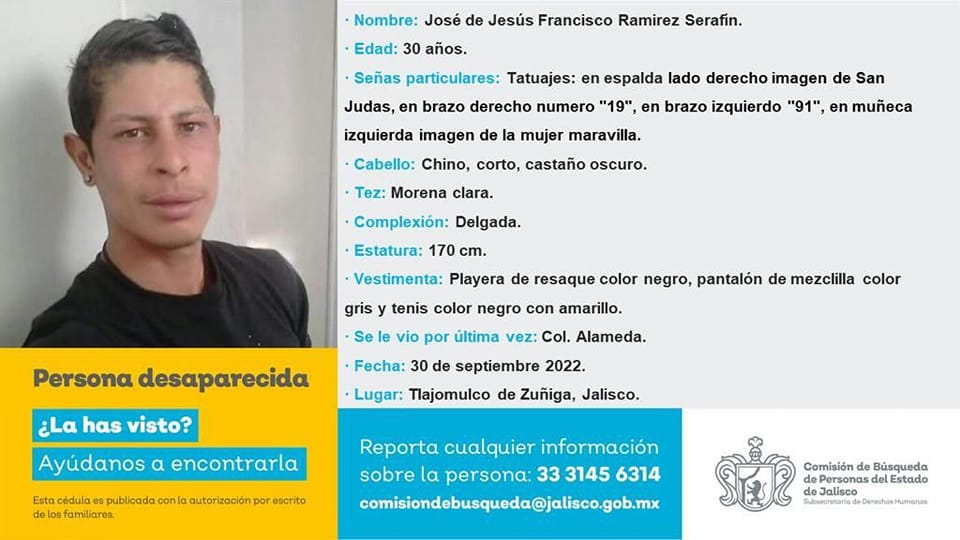 · Nombre: José de Jesús Francisco Ramirez Serafín.
· Edad: 30 años.
· Señas particulares: Tatuajes: en espalda lado derecho imagen de San
Judas, en brazo derecho numero "19", en brazo izquierdo "91", en muñeca
izquierda imagen de la mujer maravilla.
· Cabello: Chino, corto, castaño oscuro.
· Tez: Morena clara.
· Complexión: Delgada.
· Estatura: 170 cm.
· Vestimenta: Playera de resaque color negro, pantalón de mezclilla color
gris y tenis color negro con amarillo.
· Se le vio por última vez: Col. Alameda.
· Fecha: 30 de septiembre 2022.
· Lugar: Tlajomulco de Zuñiga, Jalisco.
Persona desaparecida
¿La has visto?
Ayúdanos a encontrarla
Esta cédula es publicada con la autorización por escrito
de los familiares.
Reporta cualquier información
sobre la persona: 33 3145 6314
comisiondebusqueda@jalisco.gob.mx
Comisión de Búsqueda
de Personas del Estado
de Jalisco
Subsecretaría de Derechos Humanos